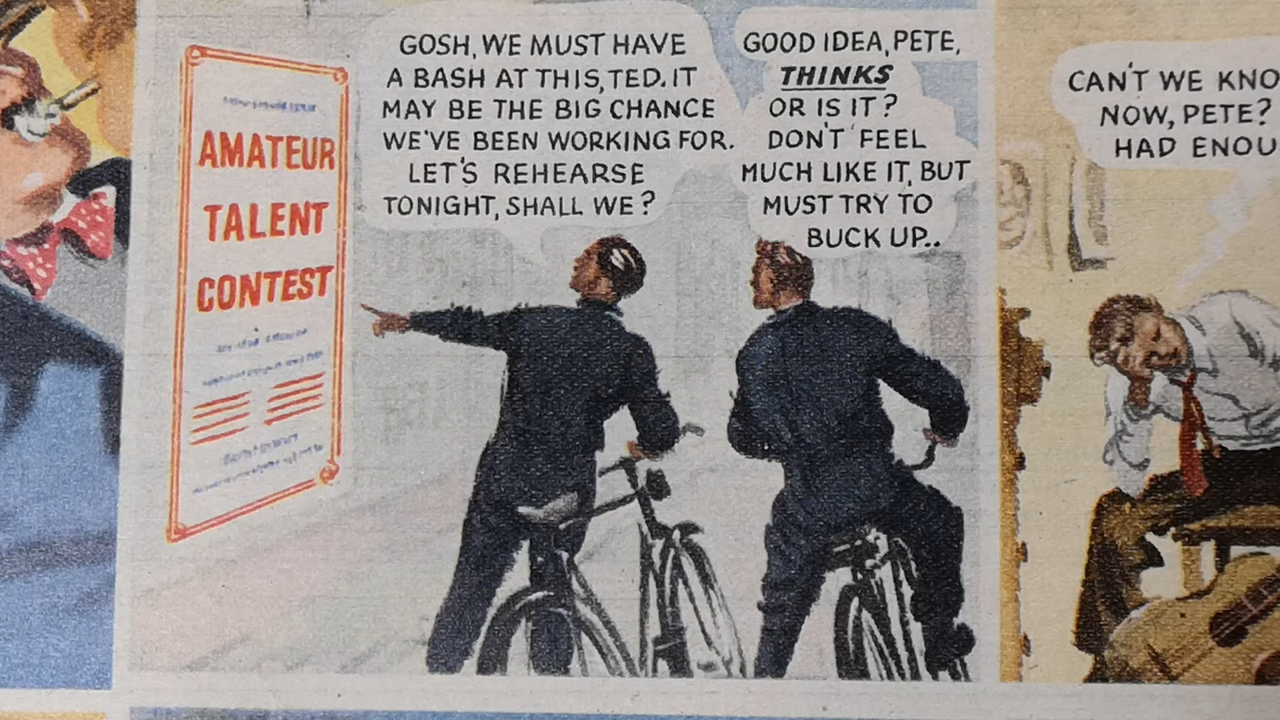 AMATEUR
TALENT
CONTEST
GOSH, WE MUST HAVE
A BASH AT THIS, TED. IT
MAY BE THE BIG CHANCE
WE'VE BEEN WORKING FOR.
LET'S REHEARSE
TONIGHT, SHALL WE?
GOOD IDEA, PETE,
THINKS
OR IS IT?
DON'T FEEL
MUCH LIKE IT, BUT
MUST TRY TO
BUCK UP..
CAN'T WE KNO
NOW, PETE?
HAD ENOU